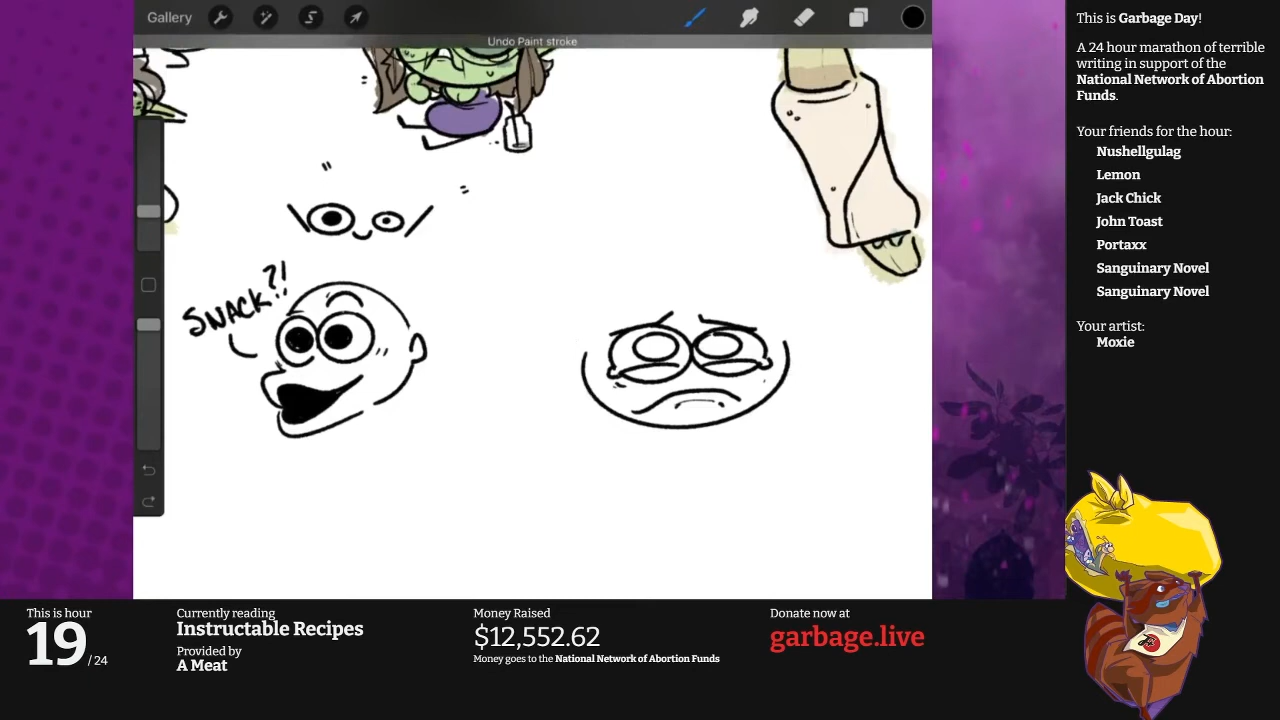 Gallery
Undo Paint stroke
SNACK?!
This is Garbage Day!
A 24 hour marathon of terrible
writing in support of the
National Network of Abortion
Funds.
Your friends for the hour:
Nushellgulag
Lemon
Jack Chick
John Toast
Portaxx
Sanguinary Novel
Sanguinary Novel
Your artist:
Moxie
This is hour
19 / 24
Currently reading
Instructable Recipes
Provided by
A Meat
Money Raised
$12,552.62
Money goes to the National Network of Abortion Funds
Donate now at
garbage.live